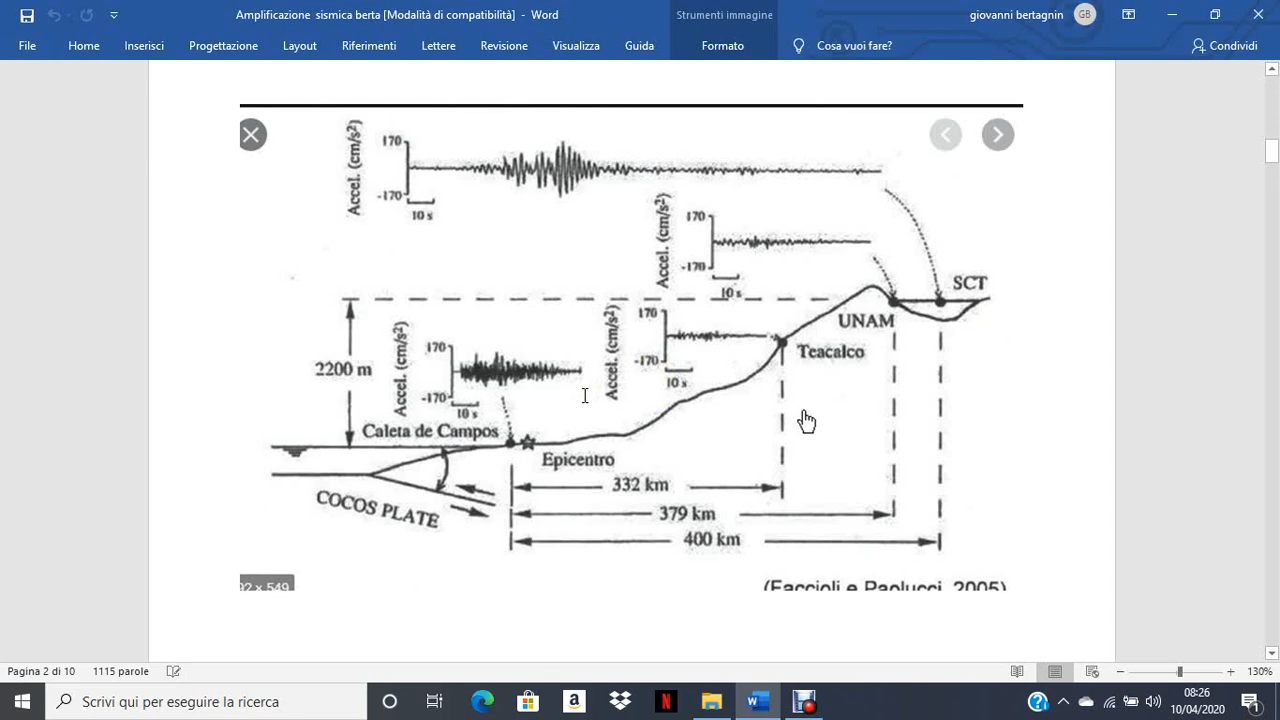 Amplificazione sismica berta [Modalità di compatibilità] - Word
Strumenti immagine
giovanni bertagnin
GB
File
Home
Inserisci
Progettazione
Layout
Riferimenti
Lettere
Revisione
Visualizza
Guida
Formato
Cosa vuoi fare?
Condividi
Accel. (cm/s²)
170
-170
10 s
Accel. (cm/s²)
170
-170
10 s
SCT
UNAM
Accel. (cm/s²)
170
-170
10 s
Teacalco
2200 m
Accel. (cm/s²)
170
-170
10 s
Caleta de Campos
Epicentro
COCOS PLATE
332 km
379 km
400 km
92 x 549
(Faccioli e Paolucci, 2005)
Pagina 2 di 10
1115 parole
130%
Scrivi qui per eseguire la ricerca
08:26
10/04/2020
1